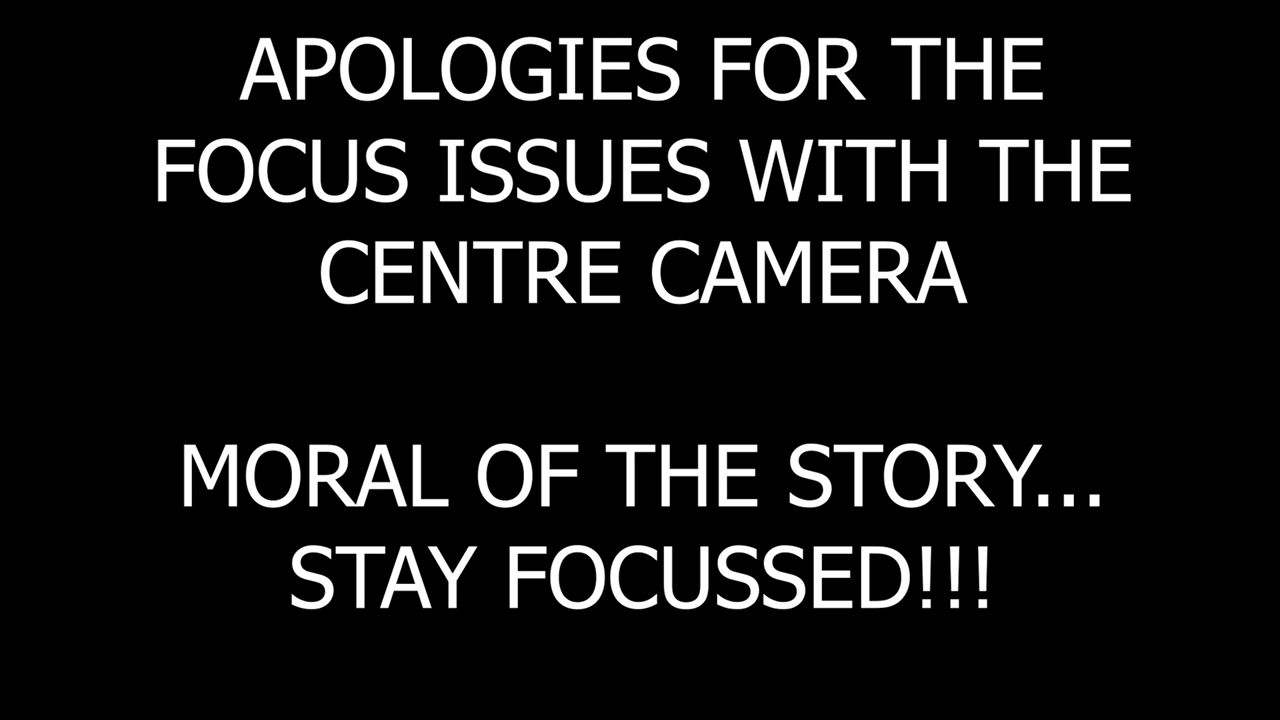 APOLOGIES FOR THE
FOCUS ISSUES WITH THE
CENTRE CAMERA
MORAL OF THE STORY...
STAY FOCUSSED!!!